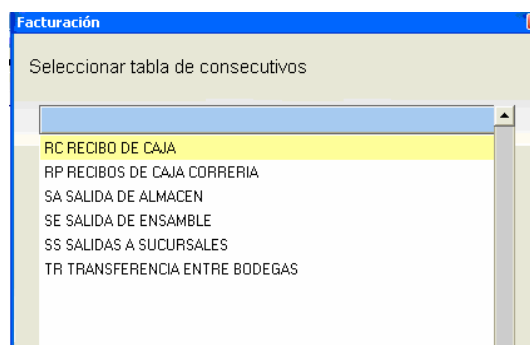 Facturación
Seleccionar tabla de consecutivos
RC RECIBO DE CAJA
RP RECIBOS DE CAJA CORRERIA
SA SALIDA DE ALMACEN
SE SALIDA DE ENSAMBLE
SS SALIDAS A SUCURSALES
TR TRANSFERENCIA ENTRE BODEGAS